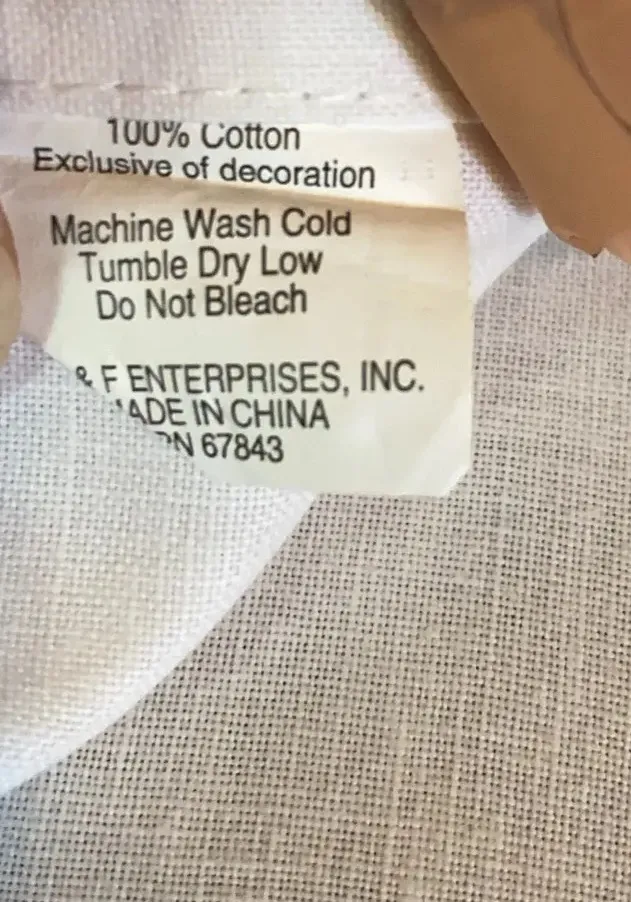 100% Cotton
Exclusive of decoration
Machine Wash Cold
Tumble Dry Low
Do Not Bleach
& F ENTERPRISES, INC.
ADE IN CHINA
N 67843